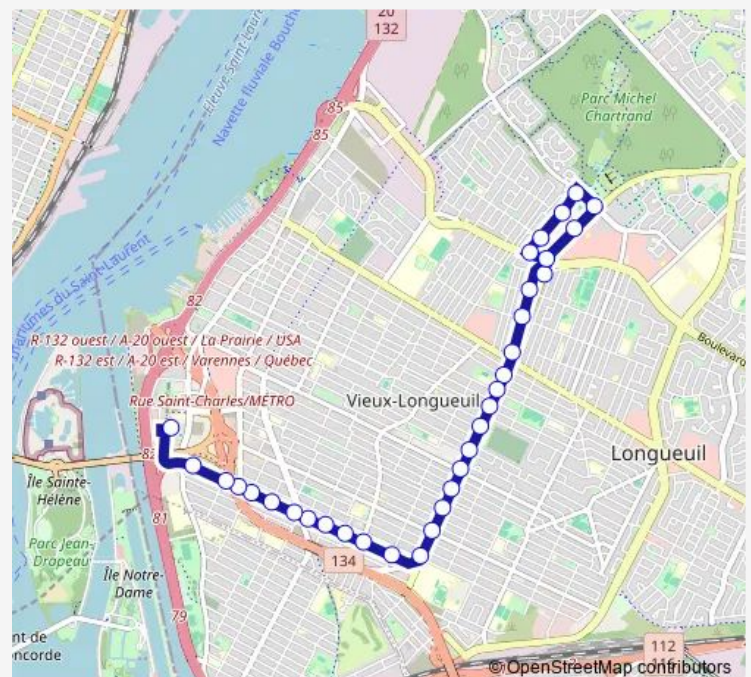 20
132
Navette fluviale Bouch
Fleuve Saint-Laure
85
85
Parc Michel
Chartrand
82
R-132 ouest / A-20 ouest / La Prairie / USA
R-132 est / A-20 est / Varennes / Québec
Rue Saint-Charles/MÉTRO
Vieux-Longueuil
Boulevard
Longueuil
82
Île Sainte-
Hélène
81
Parc Jean-
Drapeau
Île Notre-
Dame
134
79
nt de
ncorde
112
© OpenStreetMap contributors